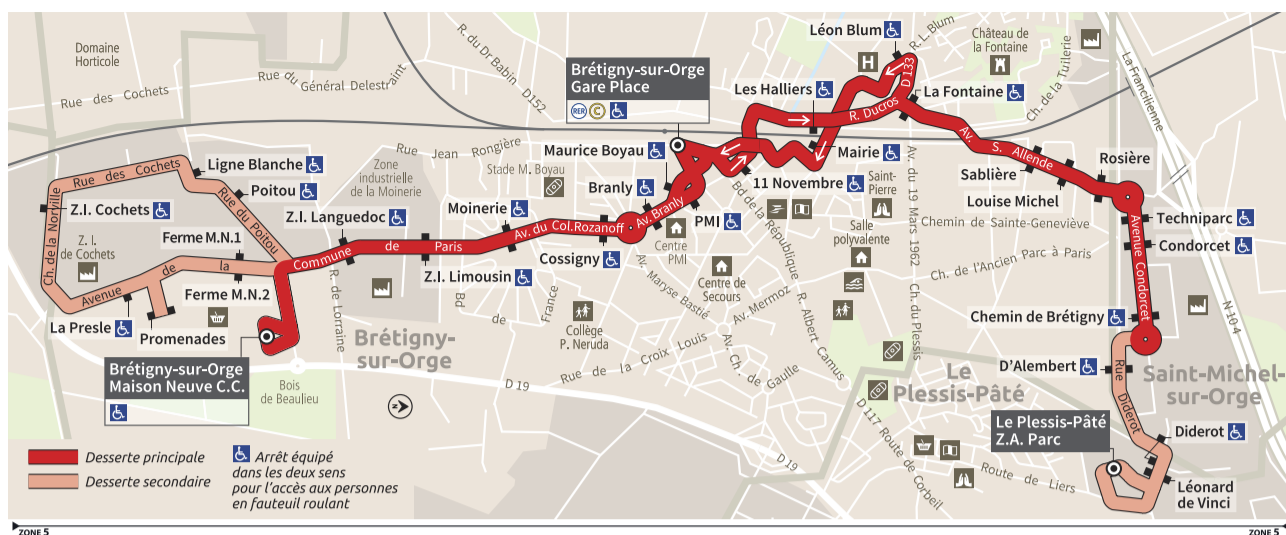 Domaine
Horticole
Rue des Cochets
Rue du Général Delestraint
R. du Dr Babin
D152
Brétigny-sur-Orge
Gare Place
RER C
Léon Blum
R. L. Blum
H
D 133
Château de
la Fontaine
Ch. de la Tuilerie
La Francilienne
Les Halliers
R. Ducros
La Fontaine
Av. S. Allende
Rue Jean Rongière
Maurice Boyau
Stade M. Boyau
Branly
Mairie
11 Novembre
Saint-
Pierre
Av. du 19 Mars 1962
Sablière
Louise Michel
Rosière
Ligne Blanche
Rue des Cochets
Poitou
Rue du Poitou
Zone
industrielle
de la Moinerie
Z.I. Cochets
Ch. de la Norville
Z. I.
de Cochets
Ferme M.N.1
Z.I. Languedoc
Moinerie
Av. du Col.Rozanoff
Av. Branly
PMI
Centre
PMI
Bd de la République
Salle
polyvalente
Chemin de Sainte-Geneviève
Techniparc
Condorcet
Avenue Condorcet
Ch. de l'Ancien Parc à Paris
Commune de Paris
Z.I. Limousin
Cossigny
Avenue de la
Ferme M.N.2
La Presle
Promenades
R. de Lorraine
Bd de France
Av. Maryse Bastié
Centre de
Secours
Av. Mermoz
R. Albert Camus
Ch. du Plessis
Chemin de Brétigny
N 104
Brétigny-sur-Orge
Maison Neuve C.C.
Brétigny-
sur-Orge
Bois
de Beaulieu
Collège
P. Neruda
Rue de la Croix Louis
Av. Ch. de Gaulle
D 19
N
Le
Plessis-Pâté
D'Alembert
Rue Diderot
Saint-Michel-
sur-Orge
Le Plessis-Pâté
Z.A. Parc
Diderot
Léonard
de Vinci
D 117 Route de Corbeil
Route de Liers
D 19
Desserte principale
Desserte secondaire
Arrêt équipé
dans les deux sens
pour l'accès aux personnes
en fauteuil roulant
ZONE 5
ZONE 5